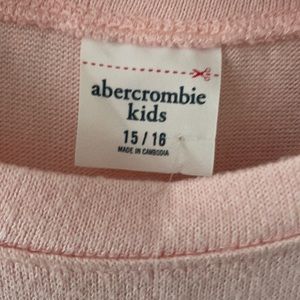 abercrombie
kids
15 / 16
MADE IN CAMBODIA